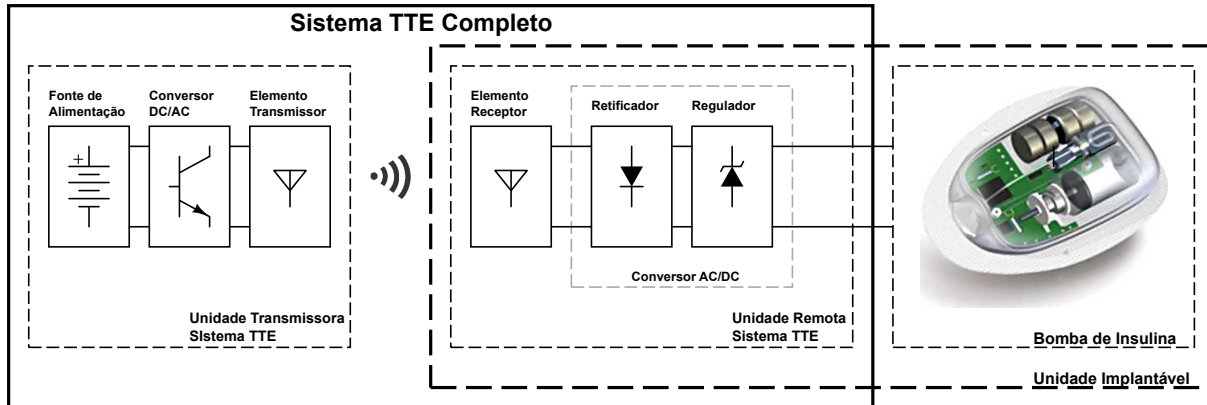 Sistema TTE Completo
Fonte de
Alimentação
Conversor
DC/AC
Elemento
Transmissor
+
Unidade Transmissora
SIstema TTE
Elemento
Receptor
Retificador
Regulador
Conversor AC/DC
Unidade Remota
Sistema TTE
Bomba de Insulina
Unidade Implantável